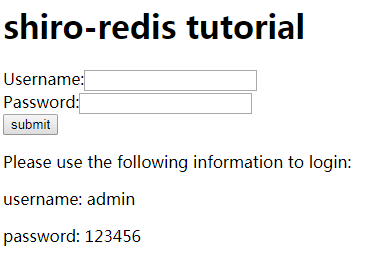 shiro-redis tutorial
Username:
Password:
submit
Please use the following information to login:
username: admin
password: 123456